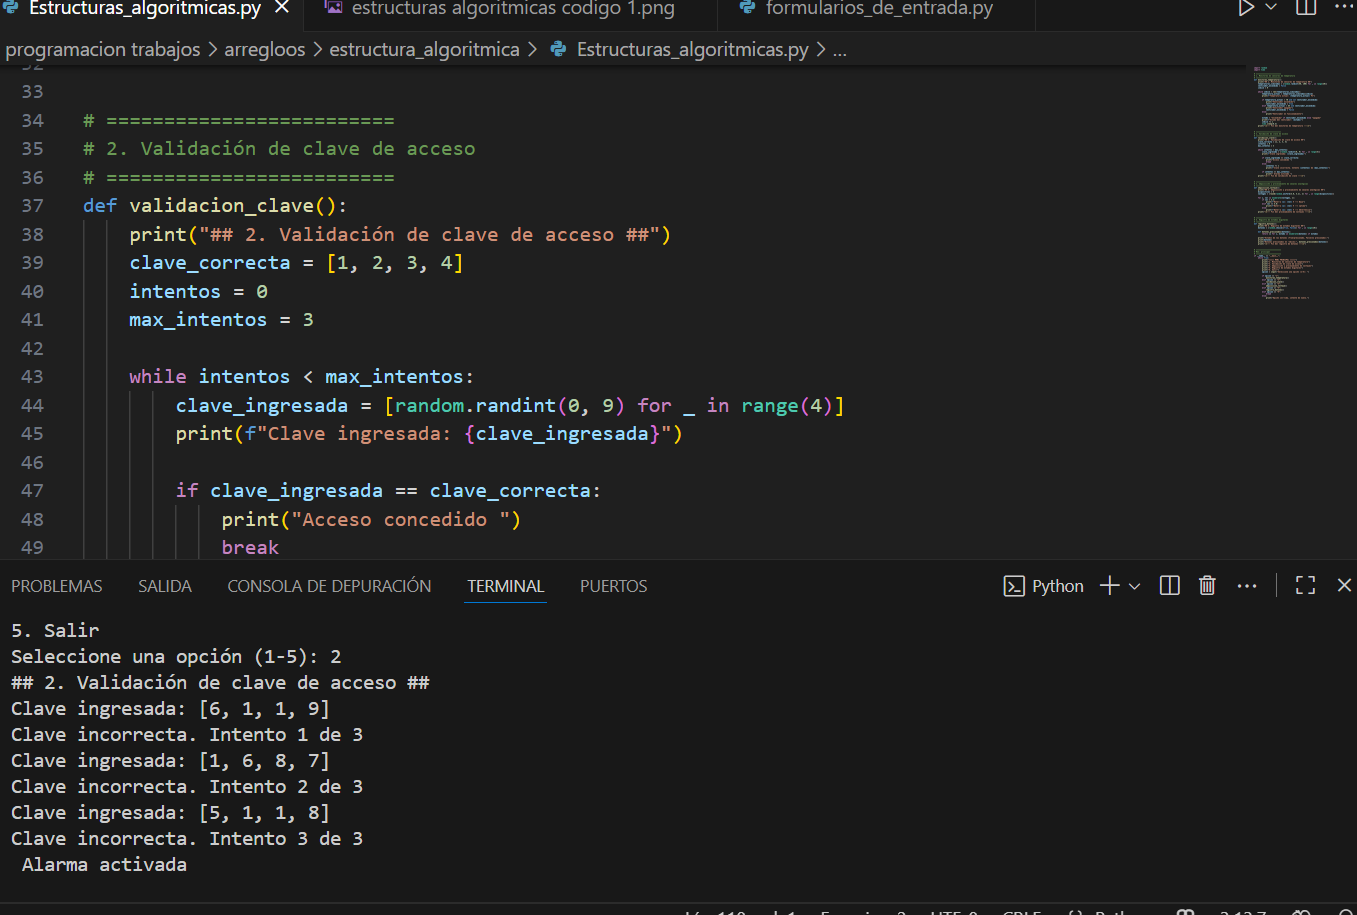 Estructuras_algoritmicas.py
estructuras algoritmicas codigo 1.png
formularios_de_entrada.py
programacion trabajos > arregloos > estructura_algoritmica > Estructuras_algoritmicas.py > ...
32
33
34 # =========================
35 # 2. Validación de clave de acceso
36 # =========================
37 def validacion_clave():
38 print("## 2. Validación de clave de acceso ##")
39 clave_correcta = [1, 2, 3, 4]
40 intentos = 0
41 max_intentos = 3
42
43 while intentos < max_intentos:
44 clave_ingresada = [random.randint(0, 9) for _ in range(4)]
45 print(f"Clave ingresada: {clave_ingresada}")
46
47 if clave_ingresada == clave_correcta:
48 print("Acceso concedido ")
49 break
PROBLEMAS SALIDA CONSOLA DE DEPURACIÓN TERMINAL PUERTOS Python
5. Salir
Seleccione una opción (1-5): 2
## 2. Validación de clave de acceso ##
Clave ingresada: [6, 1, 1, 9]
Clave incorrecta. Intento 1 de 3
Clave ingresada: [1, 6, 8, 7]
Clave incorrecta. Intento 2 de 3
Clave ingresada: [5, 1, 1, 8]
Clave incorrecta. Intento 3 de 3
Alarma activada